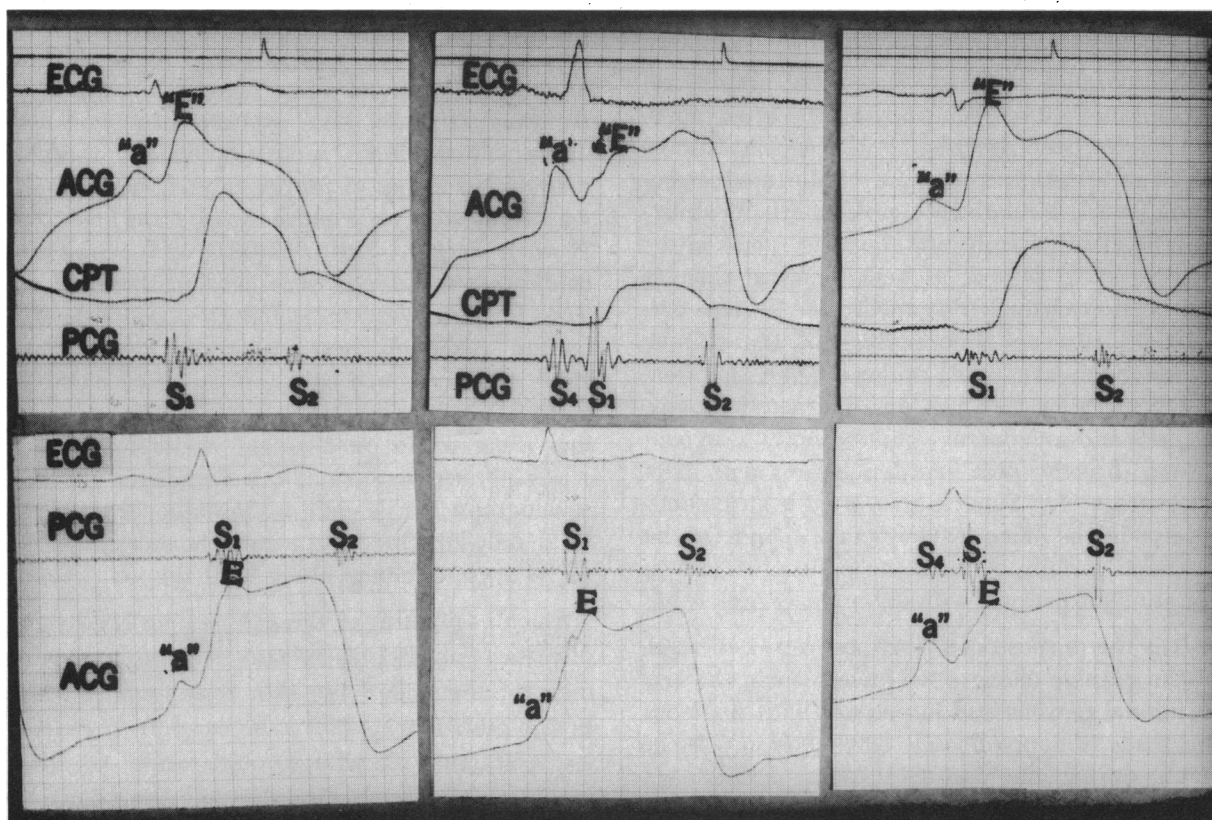 ECG
"E"
"a"
ACG
CPT
PCG
S₁
S₂
ECG
"a"
"E"
ACG
CPT
PCG
S₄
S₁
S₂
"E"
"a"
S₁
S₂
ECG
PCG
S₁
S₂
E
"a"
ACG
S₁
S₂
E
"a"
S₄
S
S₂
E
"a"